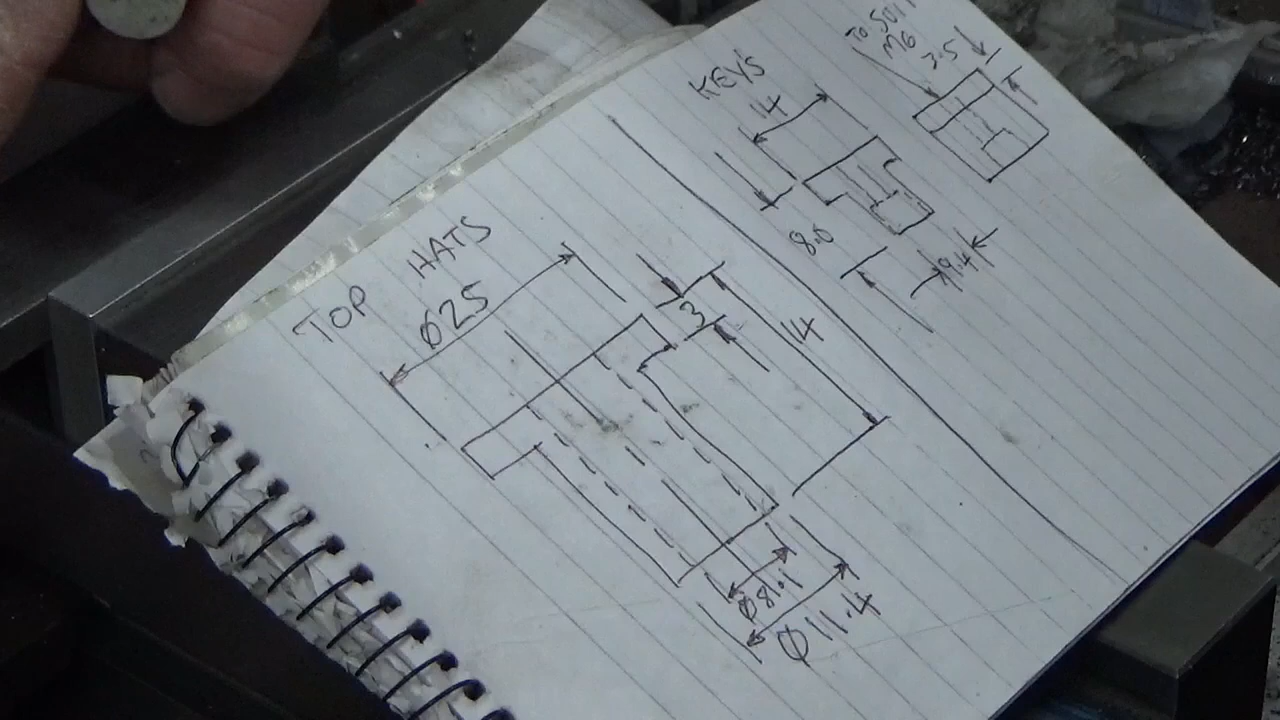 TO SUIT
M6
3.5
KEYS
14
8.0
9.4
TOP HATS
Ø25
3
14
Ø8.1
Ø11.4